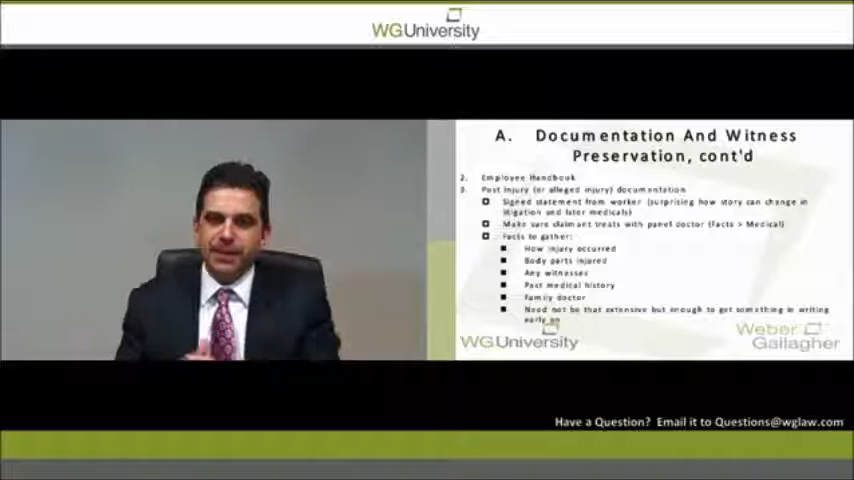 WGUniversity
A. Documentation And Witness
Preservation, cont'd
2. Employee Handbook
3. Post Injury (or alleged injury) documentation
Signed statement from worker (surprising how story can change in
litigation and later medicals)
Make sure claimant treats with panel doctor (Facts > Medical)
Facts to gather:
How injury occurred
Body parts injured
Any witnesses
Past medical history
Family doctor
Need not be that extensive but enough to get something in writing
early on
WGUniversity
Weber
Gallagher
Have a Question? Email it to Questions@wglaw.com